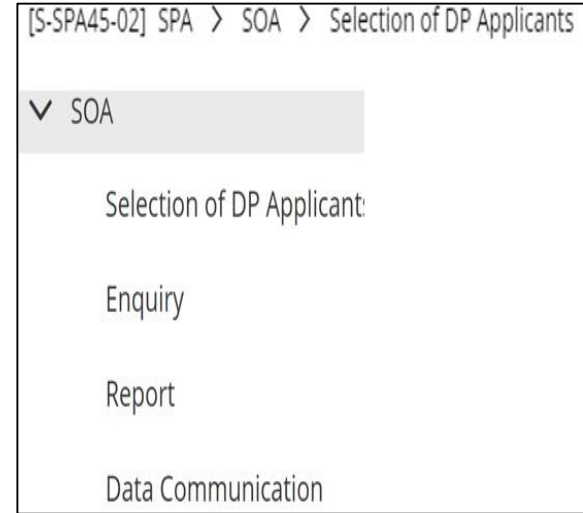 [S-SPA45-02] SPA > SOA > Selection of DP Applicants
SOA
Selection of DP Applicant
Enquiry
Report
Data Communication